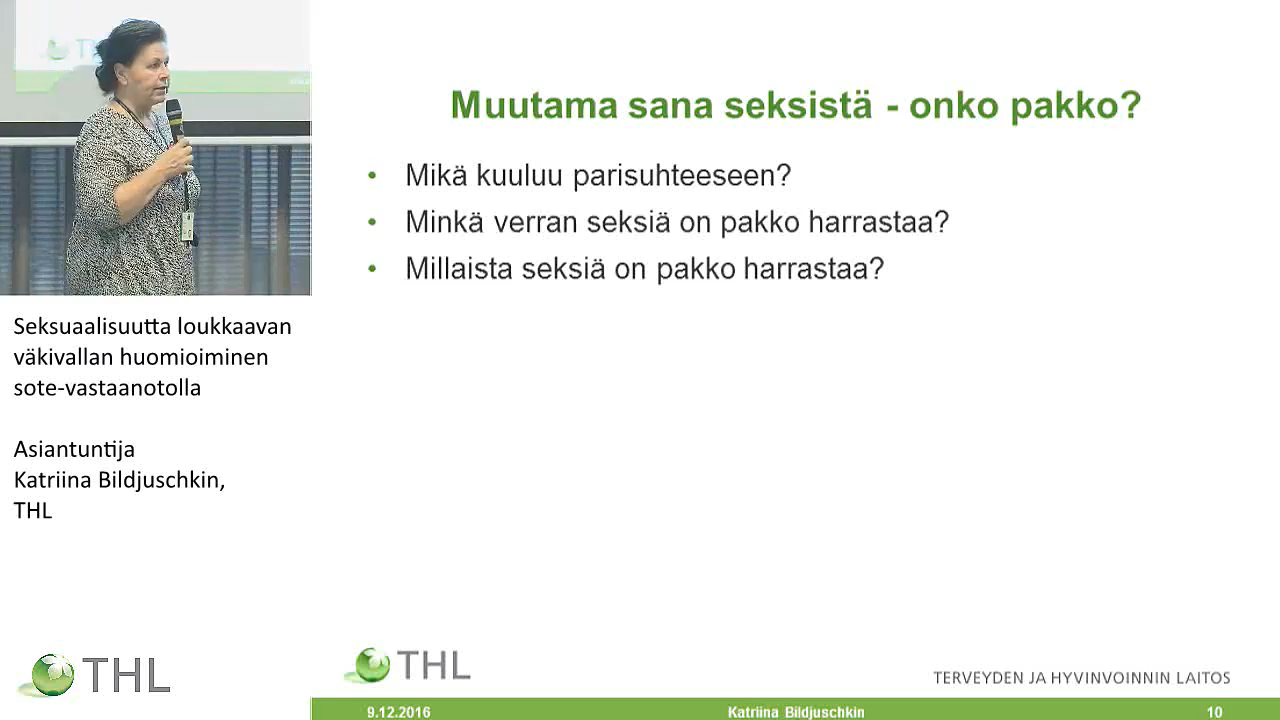 Muutama sana seksistä - onko pakko?
• Mikä kuuluu parisuhteeseen?
• Minkä verran seksiä on pakko harrastaa?
• Millaista seksiä on pakko harrastaa?
Seksuaalisuutta loukkaavan
väkivallan huomioiminen
sote-vastaanotolla
Asiantuntija
Katriina Bildjuschkin,
THL
THL
THL
TERVEYDEN JA HYVINVOINNIN LAITOS
9.12.2016
Katriina Bildjuschkin
10